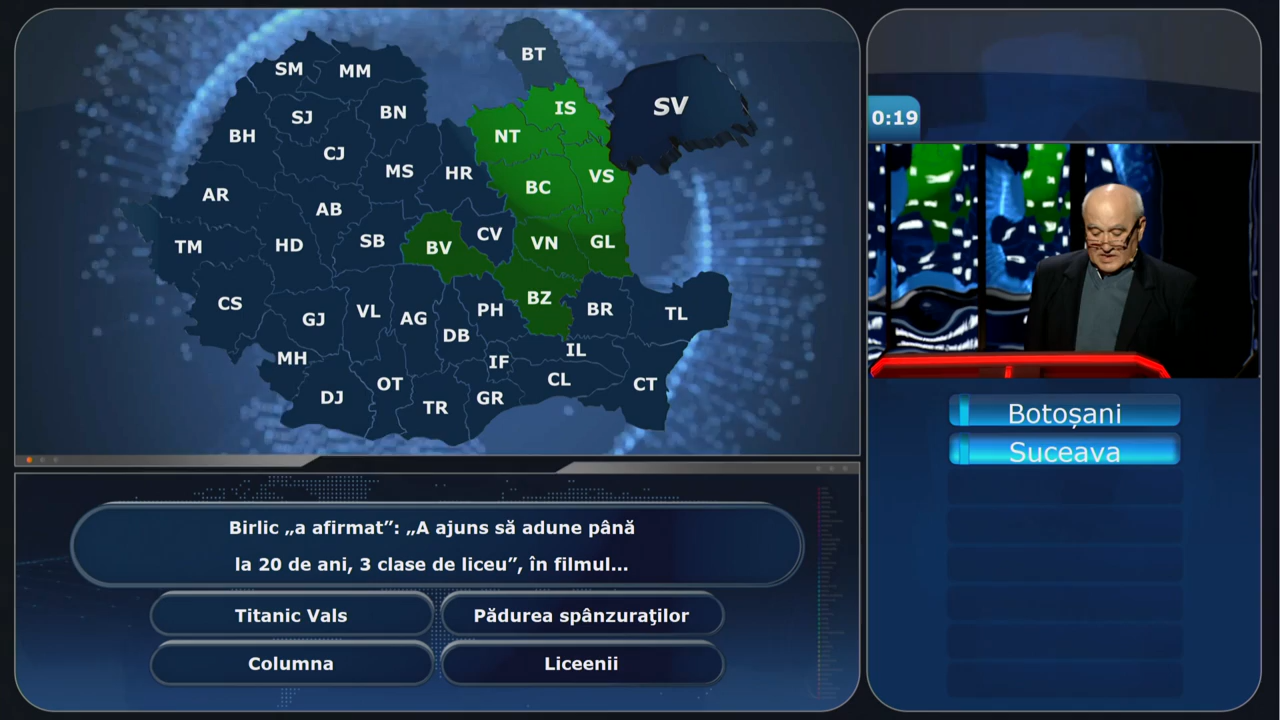 BT
SM
MM
SV
IS
SJ
BN
BH
NT
CJ
MS
HR
VS
BC
AR
AB
SB
CV
VN
GL
TM
HD
BV
CS
BZ
GJ
VL
AG
PH
BR
TL
DB
MH
IL
IF
CL
DJ
OT
TR
GR
CT
0:19
Botoșani
Suceava
Birlic „a afirmat”: „A ajuns să adune până
la 20 de ani, 3 clase de liceu”, în filmul...
Titanic Vals
Pădurea spânzuraţilor
Columna
Liceenii